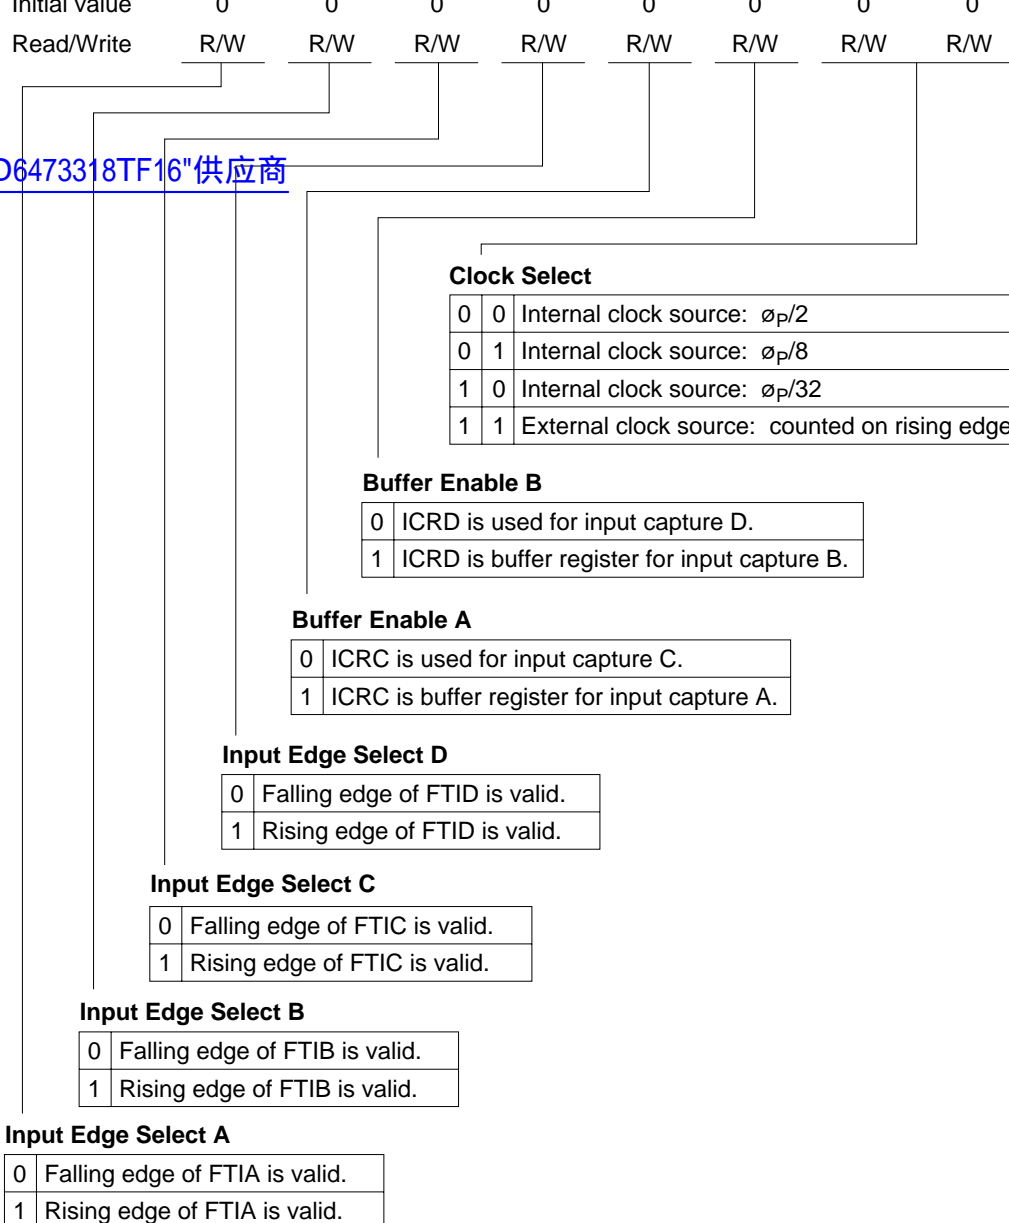 Initial value 0 0 0 0 0 0 0 0
Read/Write R/W R/W R/W R/W R/W R/W R/W R/W
D6473318TF16"供应商
Clock Select
0 0 Internal clock source: øP/2
0 1 Internal clock source: øP/8
1 0 Internal clock source: øP/32
1 1 External clock source: counted on rising edge
Buffer Enable B
0 ICRD is used for input capture D.
1 ICRD is buffer register for input capture B.
Buffer Enable A
0 ICRC is used for input capture C.
1 ICRC is buffer register for input capture A.
Input Edge Select D
0 Falling edge of FTID is valid.
1 Rising edge of FTID is valid.
Input Edge Select C
0 Falling edge of FTIC is valid.
1 Rising edge of FTIC is valid.
Input Edge Select B
0 Falling edge of FTIB is valid.
1 Rising edge of FTIB is valid.
Input Edge Select A
0 Falling edge of FTIA is valid.
1 Rising edge of FTIA is valid.